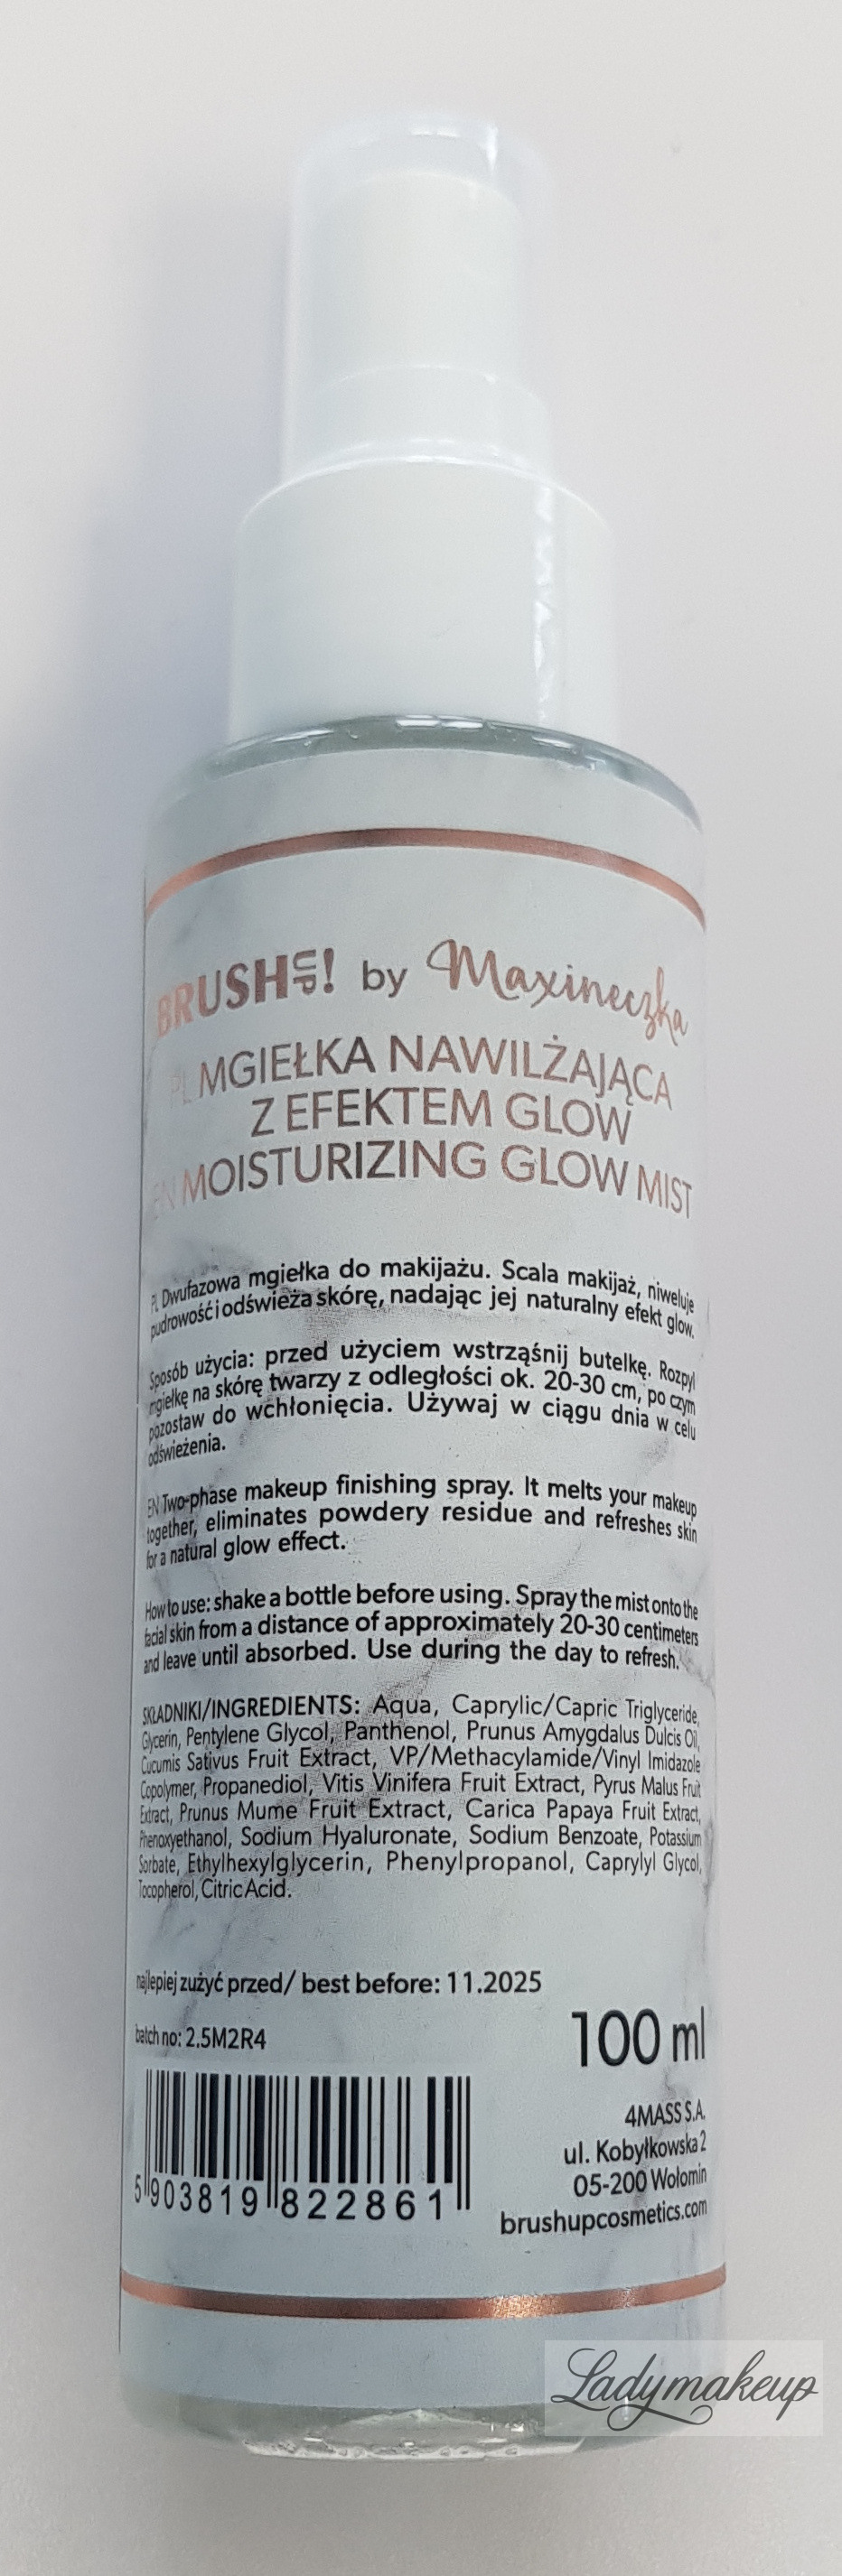 BRUSH UP! by Maxineczka
PL MGIEŁKA NAWILŻAJĄCA
Z EFEKTEM GLOW
EN MOISTURIZING GLOW MIST
PL Dwufazowa mgiełka do makijażu. Scala makijaż, niweluje
pudrowość i odświeża skórę, nadając jej naturalny efekt glow.
Sposób użycia: przed użyciem wstrząśnij butelkę. Rozpyl
mgiełkę na skórę twarzy z odległości ok. 20-30 cm, po czym
pozostaw do wchłonięcia. Używaj w ciągu dnia w celu
odświeżenia.
EN Two-phase makeup finishing spray. It melts your makeup
together, eliminates powdery residue and refreshes skin
for a natural glow effect.
How to use: shake a bottle before using. Spray the mist onto the
facial skin from a distance of approximately 20-30 centimeters
and leave until absorbed. Use during the day to refresh.
SKŁADNIKI/INGREDIENTS: Aqua, Caprylic/Capric Triglyceride,
Glycerin, Pentylene Glycol, Panthenol, Prunus Amygdalus Dulcis Oil,
Cucumis Sativus Fruit Extract, VP/Methacylamide/Vinyl Imidazole
Copolymer, Propanediol, Vitis Vinifera Fruit Extract, Pyrus Malus Fruit
Extract, Prunus Mume Fruit Extract, Carica Papaya Fruit Extract,
Phenoxyethanol, Sodium Hyaluronate, Sodium Benzoate, Potassium
Sorbate, Ethylhexylglycerin, Phenylpropanol, Caprylyl Glycol,
Tocopherol, Citric Acid.
najlepiej zużyć przed/ best before: 11.2025
batch no: 2.5M2R4
100 ml
4MASS S.A.
ul. Kobyłkowska 2
05-200 Wołomin
brushupcosmetics.com
5 903819 822861
Ladymakeup